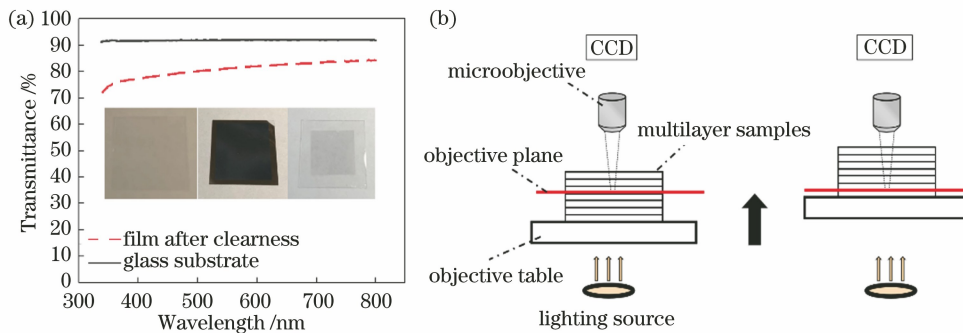 (a)
100
90
80
70
60
50
40
30
20
10
0
Transmittance /%
film after clearness
glass substrate
300 400 500 600 700 800
Wavelength /nm
(b)
CCD
CCD
microobjective
multilayer samples
objective plane
objective table
lighting source